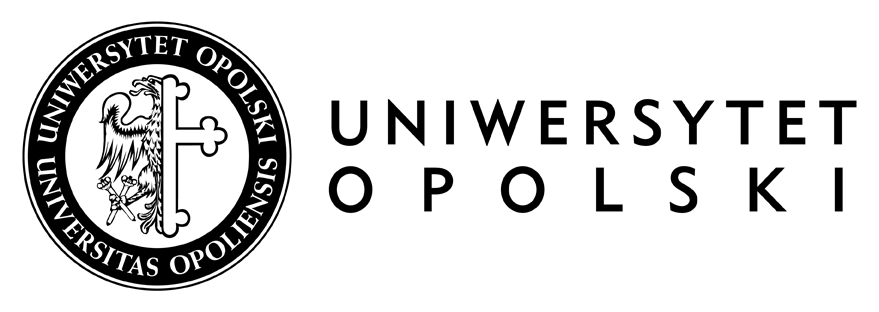 UNIWERSYTET OPOLSKI
UNIVERSITAS OPOLIENSIS
UNIWERSYTET
OPOLSKI